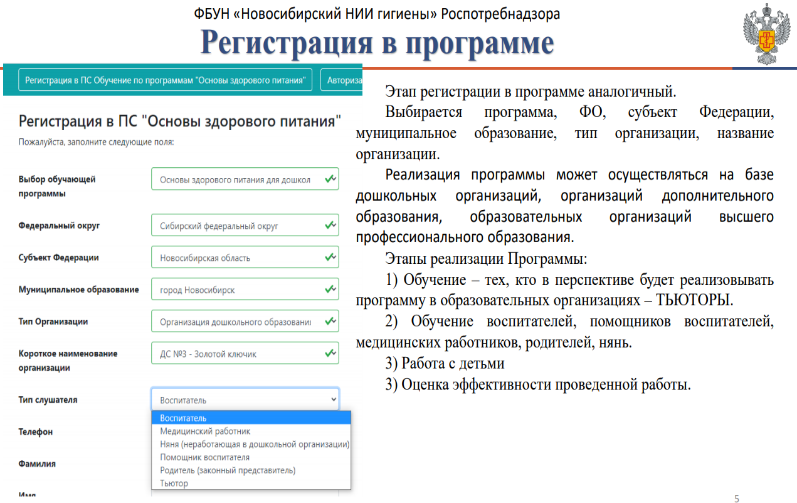 ФБУН «Новосибирский НИИ гигиены» Роспотребнадзора
Регистрация в программе
Регистрация в ПС Обучение по программам "Основы здорового питания"
Авториза
Регистрация в ПС "Основы здорового питания"
Пожалуйста, заполните следующие поля:
Выбор обучающей
программы
Основы здорового питания для дошкол
Федеральный округ
Сибирский федеральный округ
Субъект Федерации
Новосибирская область
Муниципальное образование
город Новосибирск
Тип Организации
Организация дошкольного образовани
Короткое наименование
организации
ДС №3 - Золотой ключик
Тип слушателя
Воспитатель
Воспитатель
Медицинский работник
Няня (неработающая в дошкольной организации)
Помощник воспитателя
Родитель (законный представитель)
Тьютор
Телефон
Фамилия
Имя
Этап регистрации в программе аналогичный.
Выбирается программа, ФО, субъект Федерации,
муниципальное образование, тип организации, название
организации.
Реализация программы может осуществляться на базе
дошкольных организаций, организаций дополнительного
образования, образовательных организаций высшего
профессионального образования.
Этапы реализации Программы:
1) Обучение – тех, кто в перспективе будет реализовывать
программу в образовательных организациях – ТЬЮТОРЫ.
2) Обучение воспитателей, помощников воспитателей,
медицинских работников, родителей, нянь.
3) Работа с детьми
3) Оценка эффективности проведенной работы.
5